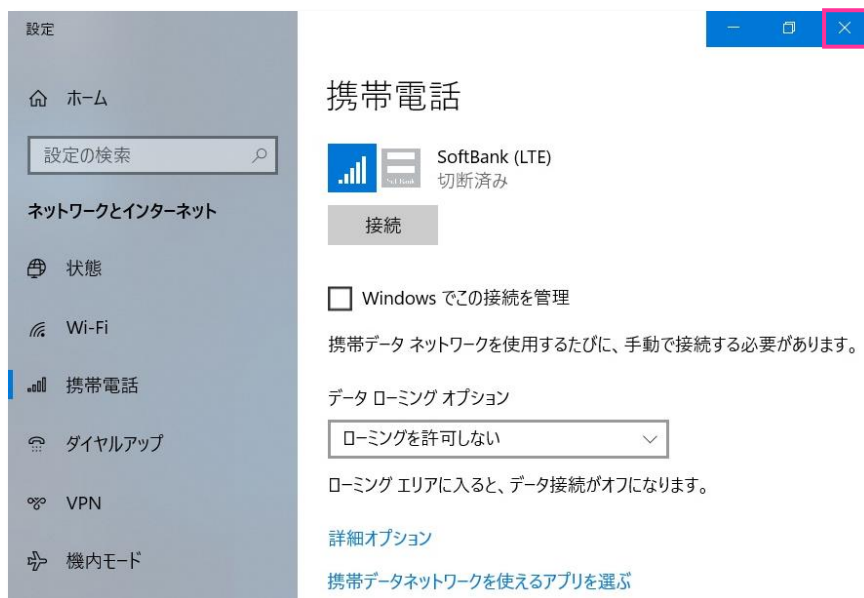 設定
ホーム
設定の検索
ネットワークとインターネット
状態
Wi-Fi
携帯電話
ダイヤルアップ
VPN
機内モード
携帯電話
SoftBank (LTE)
切断済み
SoftBank
接続
Windows でこの接続を管理
携帯データ ネットワークを使用するたびに、手動で接続する必要があります。
データ ローミング オプション
ローミングを許可しない
ローミング エリアに入ると、データ接続がオフになります。
詳細オプション
携帯データネットワークを使えるアプリを選ぶ